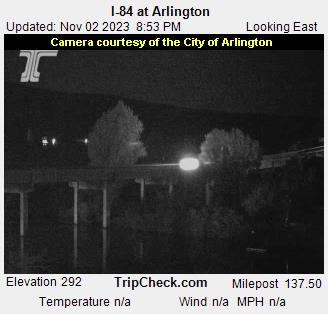 I-84 at Arlington
Updated: Nov 02 2023 8:53 PM Looking East
Camera courtesy of the City of Arlington
Elevation 292 TripCheck.com Milepost 137.50
Temperature n/a Wind n/a MPH n/a